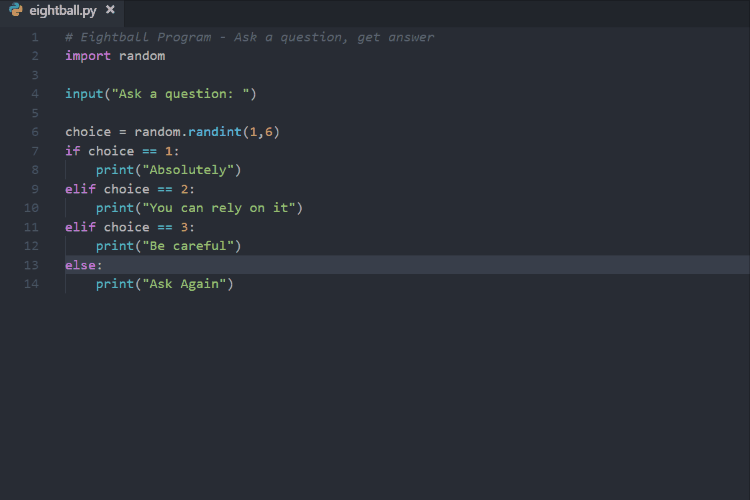 eightball.py ×
1 # Eightball Program - Ask a question, get answer
2 import random
3
4 input("Ask a question: ")
5
6 choice = random.randint(1,6)
7 if choice == 1:
8     print("Absolutely")
9 elif choice == 2:
10     print("You can rely on it")
11 elif choice == 3:
12     print("Be careful")
13 else:
14     print("Ask Again")